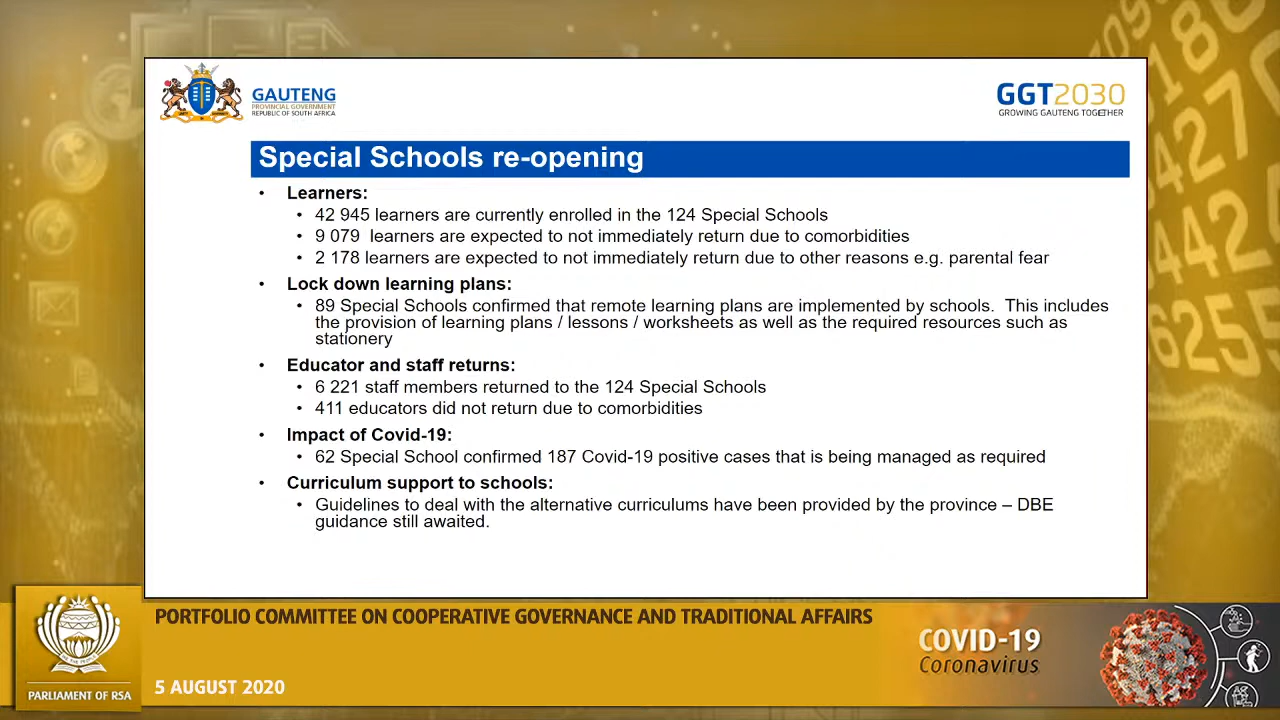 GAUTENG
PROVINCIAL GOVERNMENT
REPUBLIC OF SOUTH AFRICA
GGT2030
GROWING GAUTENG TOGETHER
Special Schools re-opening
• Learners:
• 42 945 learners are currently enrolled in the 124 Special Schools
• 9 079 learners are expected to not immediately return due to comorbidities
• 2 178 learners are expected to not immediately return due to other reasons e.g. parental fear
• Lock down learning plans:
• 89 Special Schools confirmed that remote learning plans are implemented by schools. This includes
the provision of learning plans / lessons / worksheets as well as the required resources such as
stationery
• Educator and staff returns:
• 6 221 staff members returned to the 124 Special Schools
• 411 educators did not return due to comorbidities
• Impact of Covid-19:
• 62 Special School confirmed 187 Covid-19 positive cases that is being managed as required
• Curriculum support to schools:
• Guidelines to deal with the alternative curriculums have been provided by the province – DBE
guidance still awaited.
PORTFOLIO COMMITTEE ON COOPERATIVE GOVERNANCE AND TRADITIONAL AFFAIRS
COVID-19
Coronavirus
PARLIAMENT OF RSA
5 AUGUST 2020